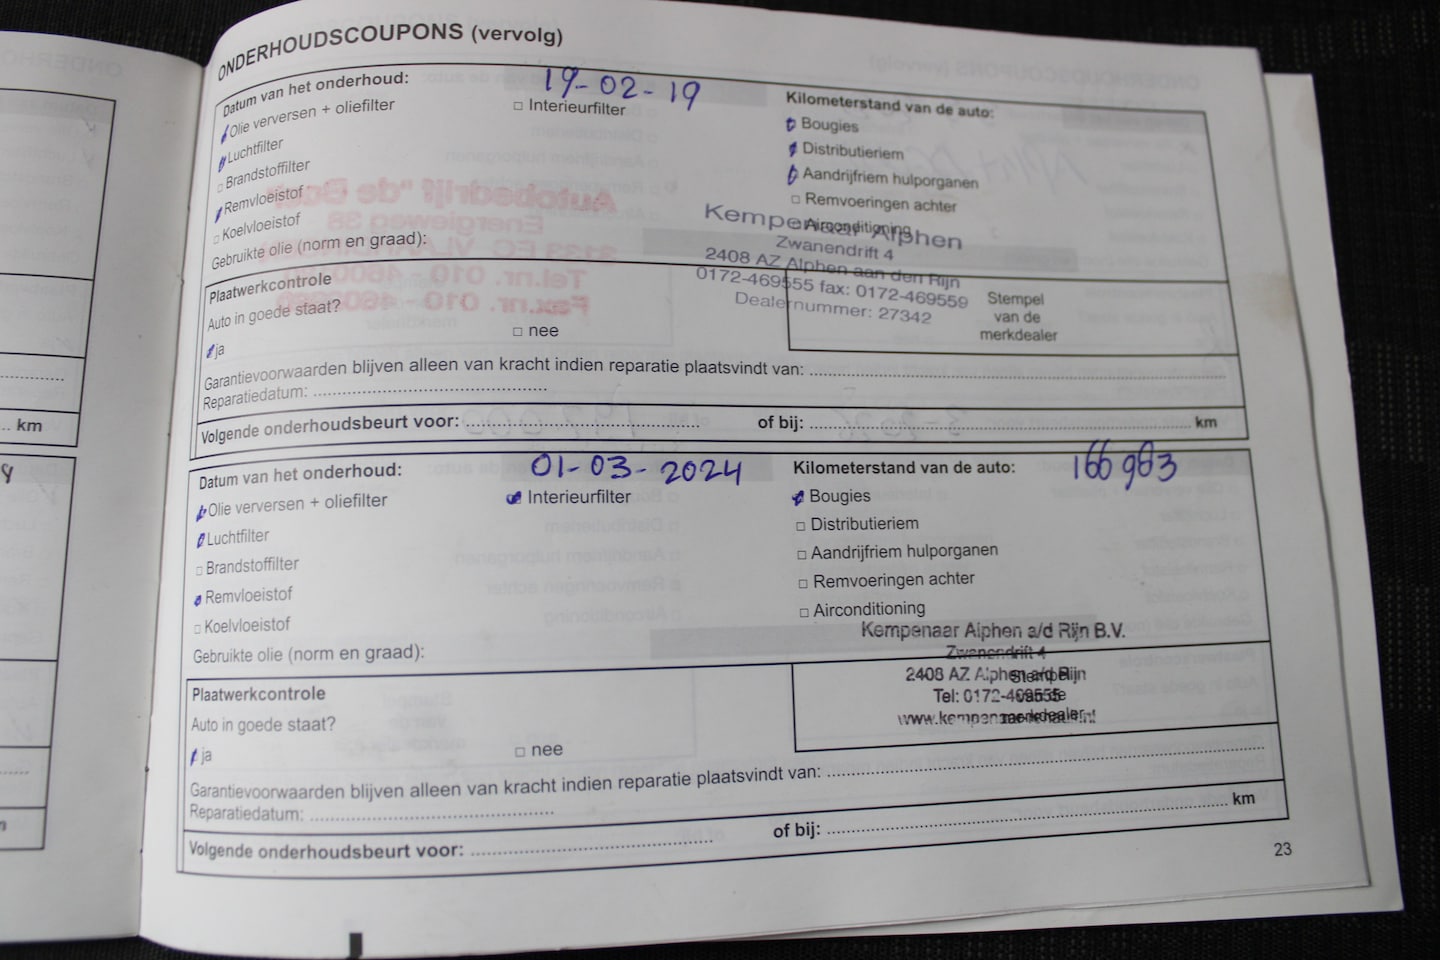 ONDERHOUDSCOUPONS (vervolg)
Datum van het onderhoud: 19-02-19
Kilometerstand van de auto:
Olie verversen + oliefilter
Interieurfilter
Bougies
Luchtfilter
Distributieriem
Brandstoffilter
Aandrijfriem hulporganen
Remvloeistof
Remvoeringen achter
Koelvloeistof
Airconditioning
Gebruikte olie (norm en graad):
Kempenaar Alphen
Zwanendrift 4
2408 AZ Alphen aan den Rijn
0172-469555 fax: 0172-469559
Dealernummer: 27342
Plaatwerkcontrole
Auto in goede staat?
ja
nee
Stempel
van de
merkdealer
Garantievoorwaarden blijven alleen van kracht indien reparatie plaatsvindt van:
Reparatiedatum:
Volgende onderhoudsbeurt voor: of bij: km
Datum van het onderhoud: 01-03-2024
Kilometerstand van de auto: 166983
Olie verversen + oliefilter
Interieurfilter
Bougies
Luchtfilter
Distributieriem
Brandstoffilter
Aandrijfriem hulporganen
Remvloeistof
Remvoeringen achter
Koelvloeistof
Airconditioning
Gebruikte olie (norm en graad):
Kempenaar Alphen a/d Rijn B.V.
Zwanendrift 4
2408 AZ Alphen a/d Rijn
Tel: 0172-469555
Plaatwerkcontrole
Auto in goede staat?
ja
nee
Stempel
van de
merkdealer
Garantievoorwaarden blijven alleen van kracht indien reparatie plaatsvindt van:
Reparatiedatum:
Volgende onderhoudsbeurt voor: of bij: km
23
km
8